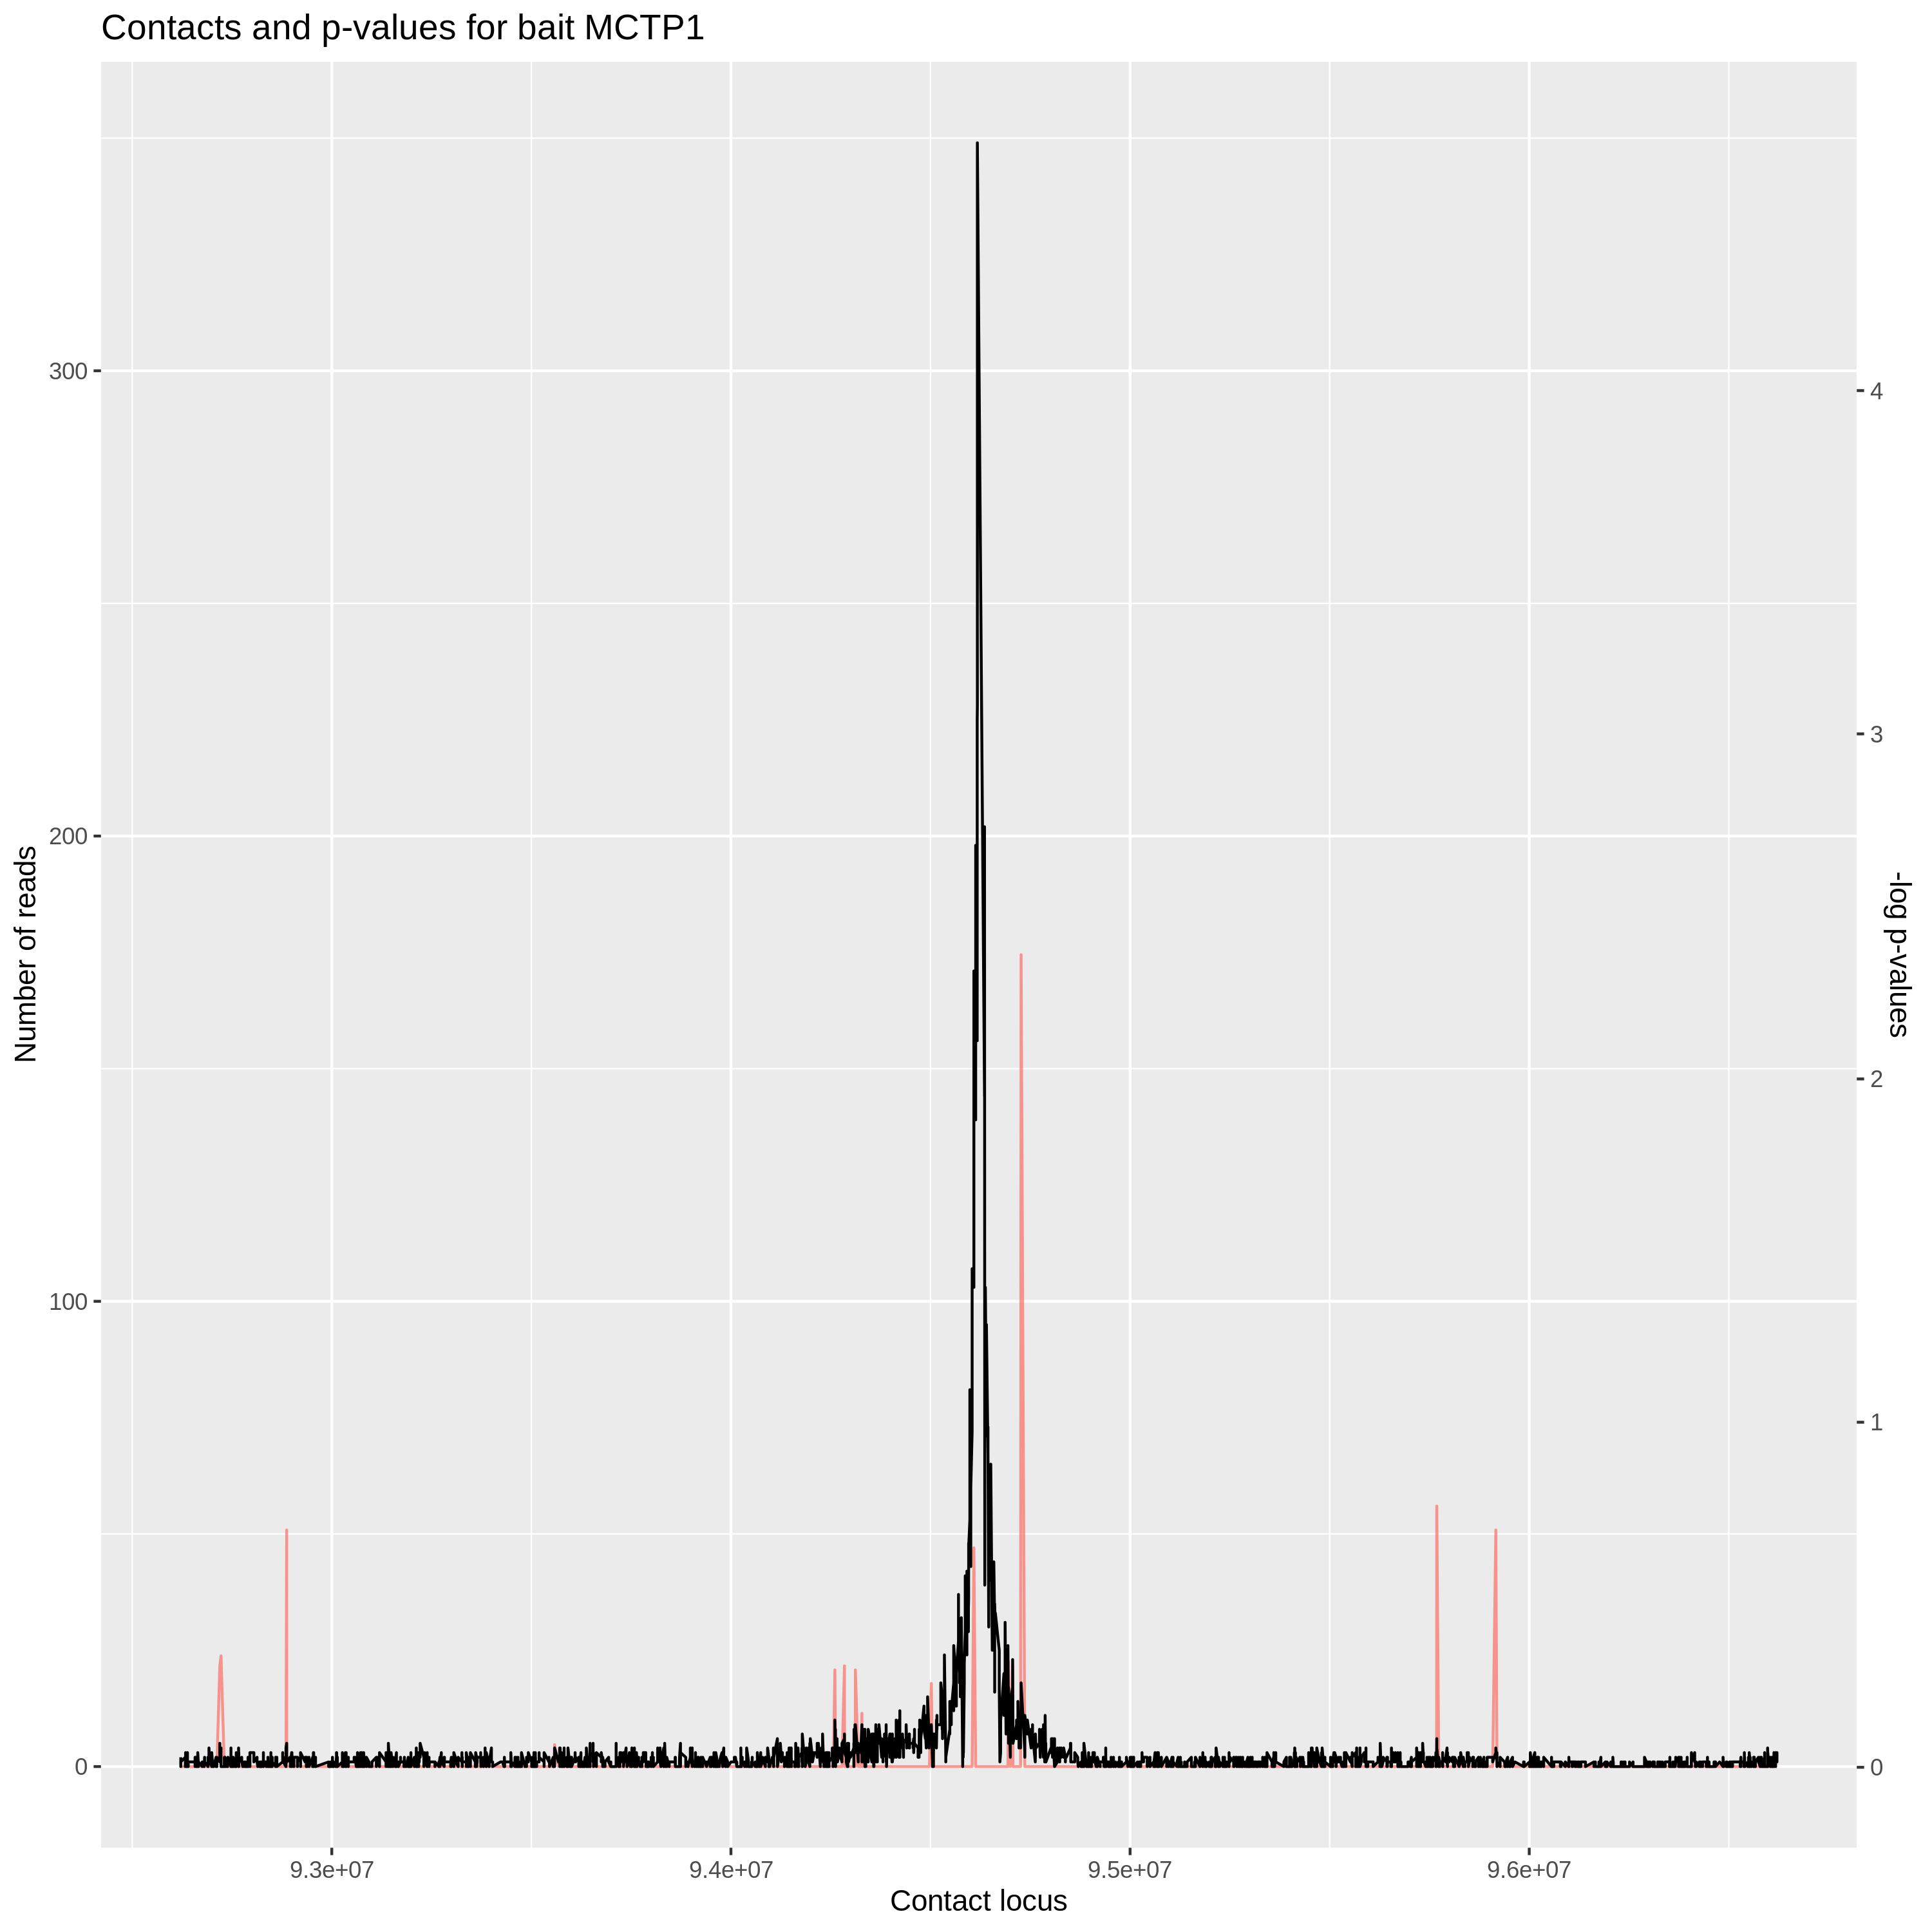 Contacts and p-values for bait MCTP1
300
200
100
0
Number of reads
4
3
2
1
0
-log p-values
9.3e+07 9.4e+07 9.5e+07 9.6e+07
Contact locus